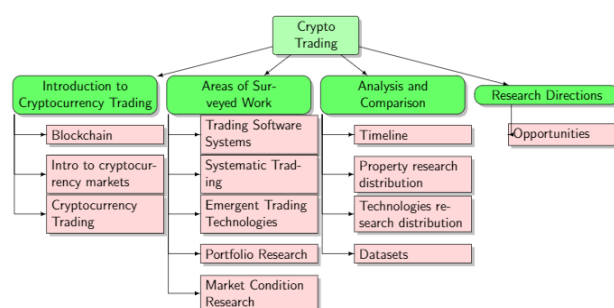 Crypto
Trading
Introduction to
Cryptocurrency Trading
Blockchain
Intro to cryptocur-
rency markets
Cryptocurrency
Trading
Areas of Sur-
veyed Work
Trading Software
Systems
Systematic Trad-
ing
Emergent Trading
Technologies
Portfolio Research
Market Condition
Research
Analysis and
Comparison
Timeline
Property research
distribution
Technologies re-
search distribution
Datasets
Research Directions
Opportunities